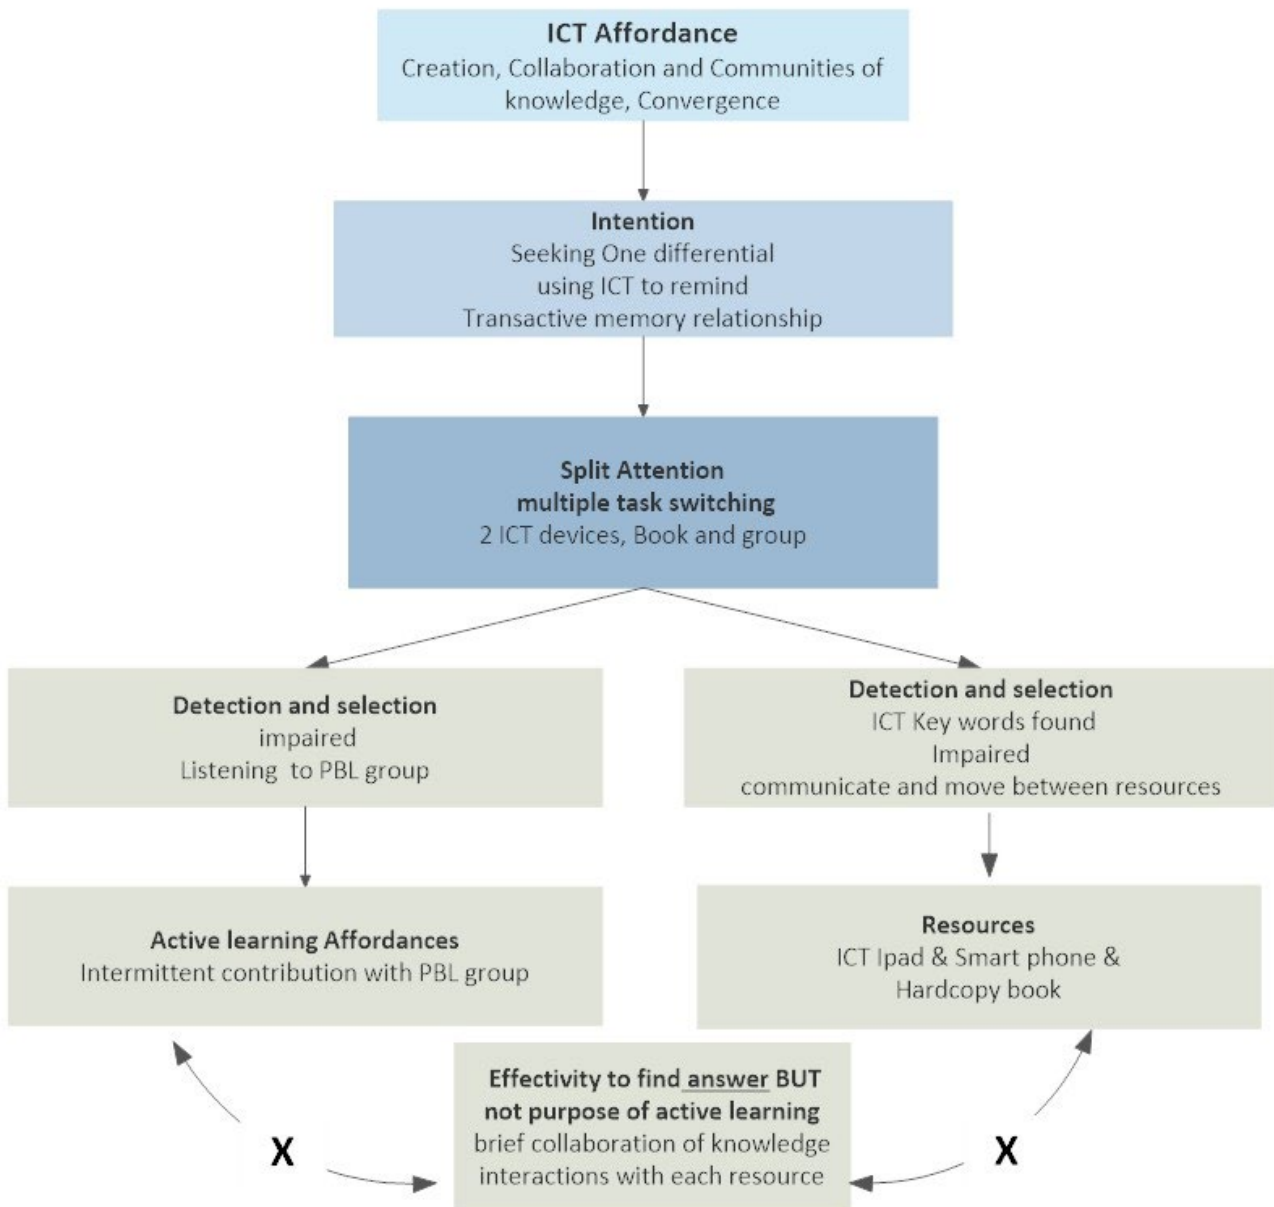 ICT Affordance
Creation, Collaboration and Communities of
knowledge, Convergence
Intention
Seeking One differential
using ICT to remind
Transactive memory relationship
Split Attention
multiple task switching
2 ICT devices, Book and group
Detection and selection
impaired
Listening to PBL group
Detection and selection
ICT Key words found
Impaired
communicate and move between resources
Active learning Affordances
Intermittent contribution with PBL group
Resources
ICT Ipad & Smart phone &
Hardcopy book
Effectivity to find answer BUT
not purpose of active learning
brief collaboration of knowledge
interactions with each resource
X
X